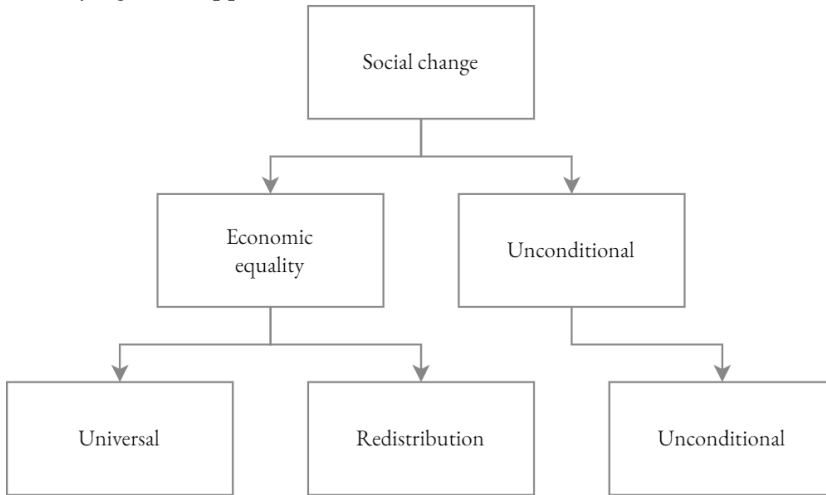 Social change
Economic
equality
Unconditional
Universal
Redistribution
Unconditional